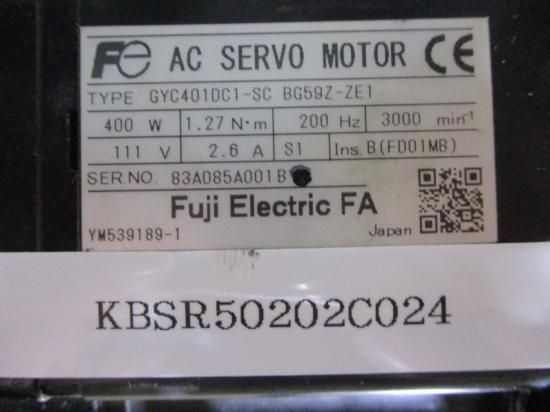 Fe AC SERVO MOTOR CE
TYPE GYC401DC1-SC BG59Z-ZE1
400 W 1.27 N·m 200 Hz 3000 min⁻¹
111 V 2.6 A S1 Ins. B(FD01MB)
SER.NO. 83A085A001B
Fuji Electric FA
YM539189-1 Japan
KBSR50202C024